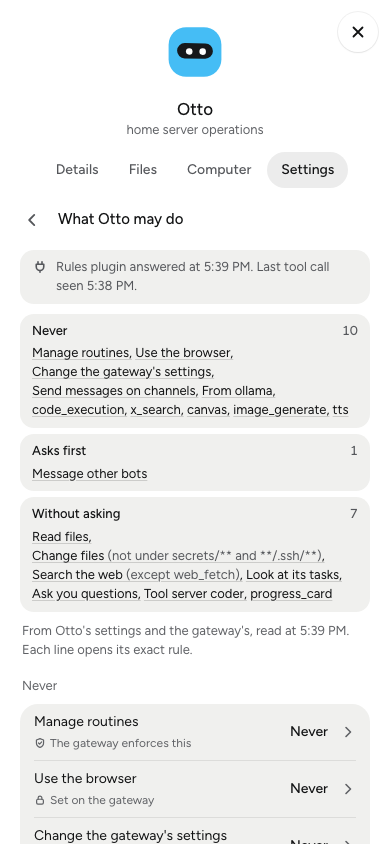 Otto
home server operations
Details Files Computer Settings
What Otto may do
Rules plugin answered at 5:39 PM. Last tool call
seen 5:38 PM.
Never 10
Manage routines, Use the browser,
Change the gateway's settings,
Send messages on channels, From ollama,
code_execution, x_search, canvas, image_generate, tts
Asks first 1
Message other bots
Without asking 7
Read files,
Change files (not under secrets/** and **/.ssh/**),
Search the web (except web_fetch), Look at its tasks,
Ask you questions, Tool server coder, progress_card
From Otto's settings and the gateway's, read at 5:39 PM.
Each line opens its exact rule.
Never
Manage routines
Never
The gateway enforces this
Use the browser
Never
Set on the gateway
Change the gateway's settings
Never